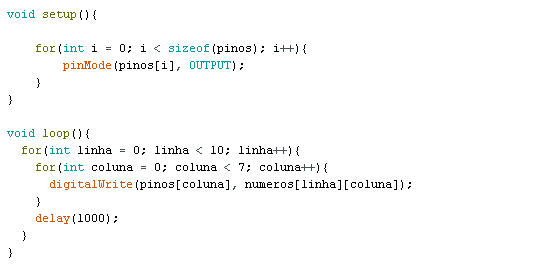 void setup(){
for(int i = 0; i < sizeof(pinos); i++){
pinMode(pinos[i], OUTPUT);
}
}
void loop(){
for(int linha = 0; linha < 10; linha++){
for(int coluna = 0; coluna < 7; coluna++){
digitalWrite(pinos[coluna], numeros[linha][coluna]);
}
delay(1000);
}
}